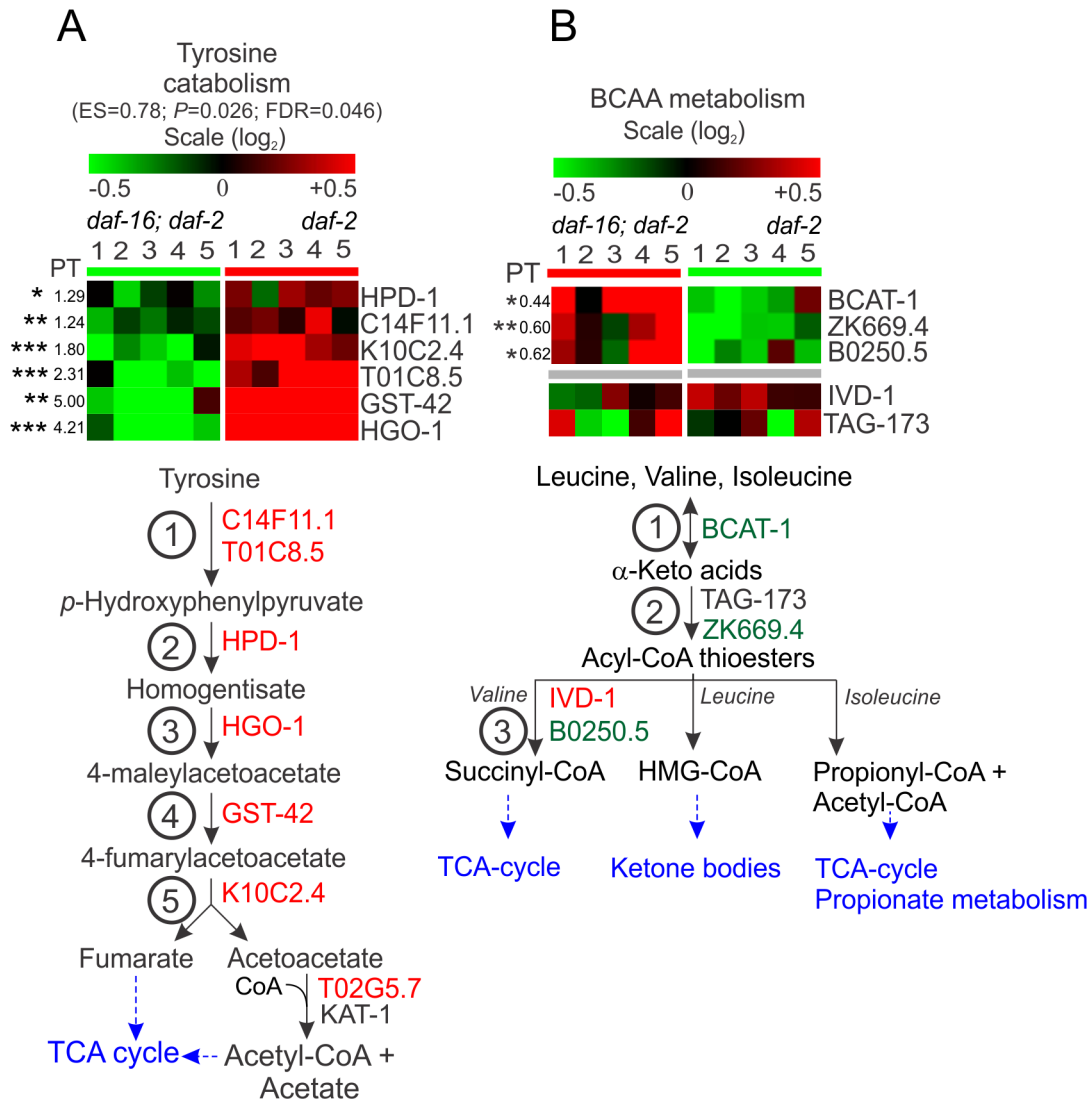 A
Tyrosine
catabolism
(ES=0.78; P=0.026; FDR=0.046)
Scale (log2)
-0.5 0 +0.5
daf-16; daf-2 daf-2
1 2 3 4 5 1 2 3 4 5
PT
* 1.29 HPD-1
** 1.24 C14F11.1
*** 1.80 K10C2.4
*** 2.31 T01C8.5
** 5.00 GST-42
*** 4.21 HGO-1
Tyrosine
1
C14F11.1
T01C8.5
p-Hydroxyphenylpyruvate
2 HPD-1
Homogentisate
3 HGO-1
4-maleylacetoacetate
4 GST-42
4-fumarylacetoacetate
5 K10C2.4
Fumarate Acetoacetate
CoA T02G5.7
KAT-1
TCA cycle Acetyl-CoA +
Acetate
B
BCAA metabolism
Scale (log2)
-0.5 0 +0.5
daf-16; daf-2 daf-2
1 2 3 4 5 1 2 3 4 5
PT
*0.44 BCAT-1
**0.60 ZK669.4
*0.62 B0250.5
IVD-1
TAG-173
Leucine, Valine, Isoleucine
1 BCAT-1
α-Keto acids
2 TAG-173
ZK669.4
Acyl-CoA thioesters
Valine IVD-1 Leucine Isoleucine
3 B0250.5
Succinyl-CoA HMG-CoA Propionyl-CoA +
Acetyl-CoA
TCA-cycle Ketone bodies TCA-cycle
Propionate metabolism